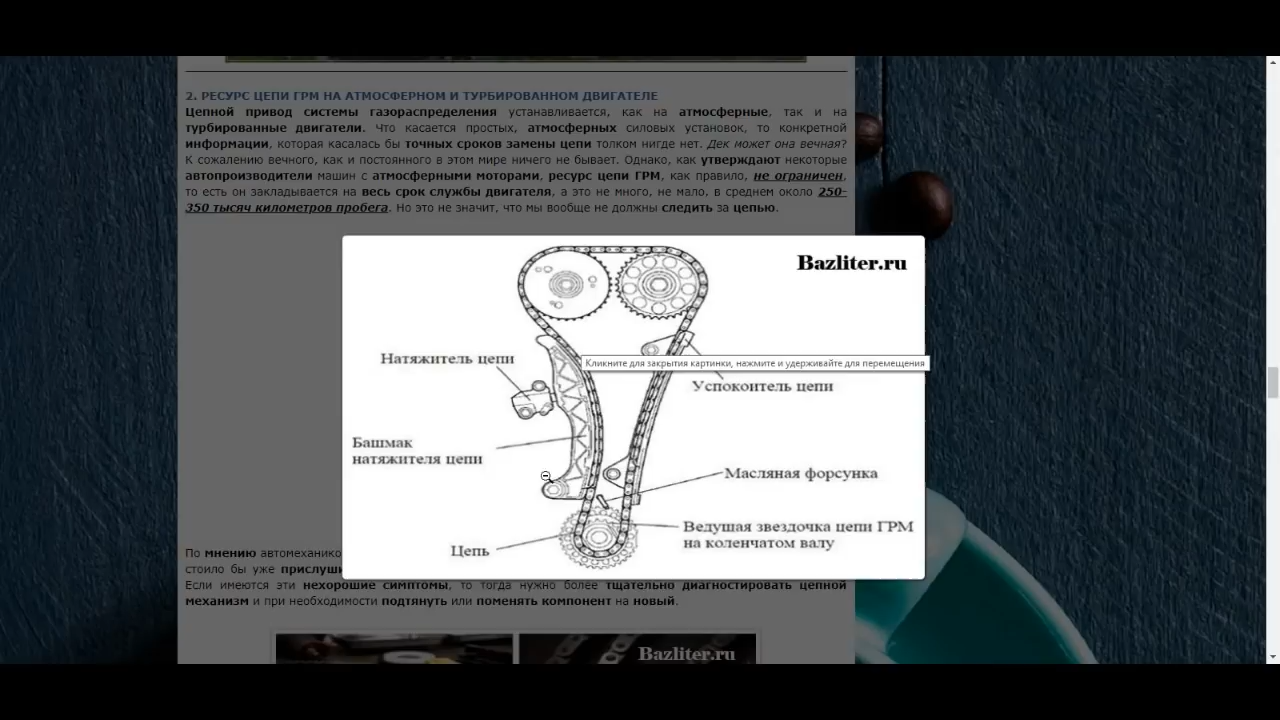 2. РЕСУРС ЦЕПИ ГРМ НА АТМОСФЕРНОМ И ТУРБИРОВАННОМ ДВИГАТЕЛЕ
Цепной привод системы газораспределения устанавливается, как на атмосферные, так и на
турбированные двигатели. Что касается простых, атмосферных силовых установок, то конкретной
информации, которая касалась бы точных сроков замены цепи толком нигде нет. Дек может она вечная?
К сожалению вечного, как и постоянного в этом мире ничего не бывает. Однако, как утверждают некоторые
автопроизводители машин с атмосферными моторами, ресурс цепи ГРМ, как правило, не ограничен,
то есть он закладывается на весь срок службы двигателя, а это не много, не мало, в среднем около 250-
350 тысяч километров пробега. Но это не значит, что мы вообще не должны следить за цепью.
Bazliter.ru
Натяжитель цепи
Кликните для закрытия картинки, нажмите и удерживайте для перемещения
Успокоитель цепи
Башмак
натяжителя цепи
Масляная форсунка
Ведушая звездочка цепи ГРМ
на коленчатом валу
Цепь
По мнению автомеханико
стоило бы уже прислуши
Если имеются эти нехорошие симптомы, то тогда нужно более тщательно диагностировать цепной
механизм и при необходимости подтянуть или поменять компонент на новый.
Bazliter.ru